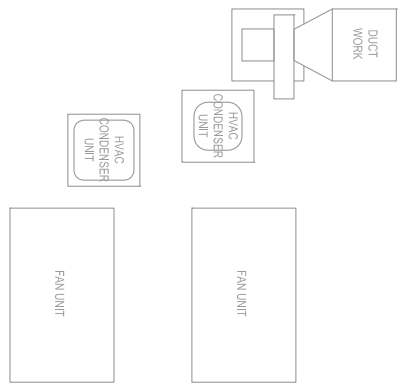 DUCT
WORK
HVAC
CONDENSER
UNIT
HVAC
CONDENSER
UNIT
FAN UNIT
FAN UNIT